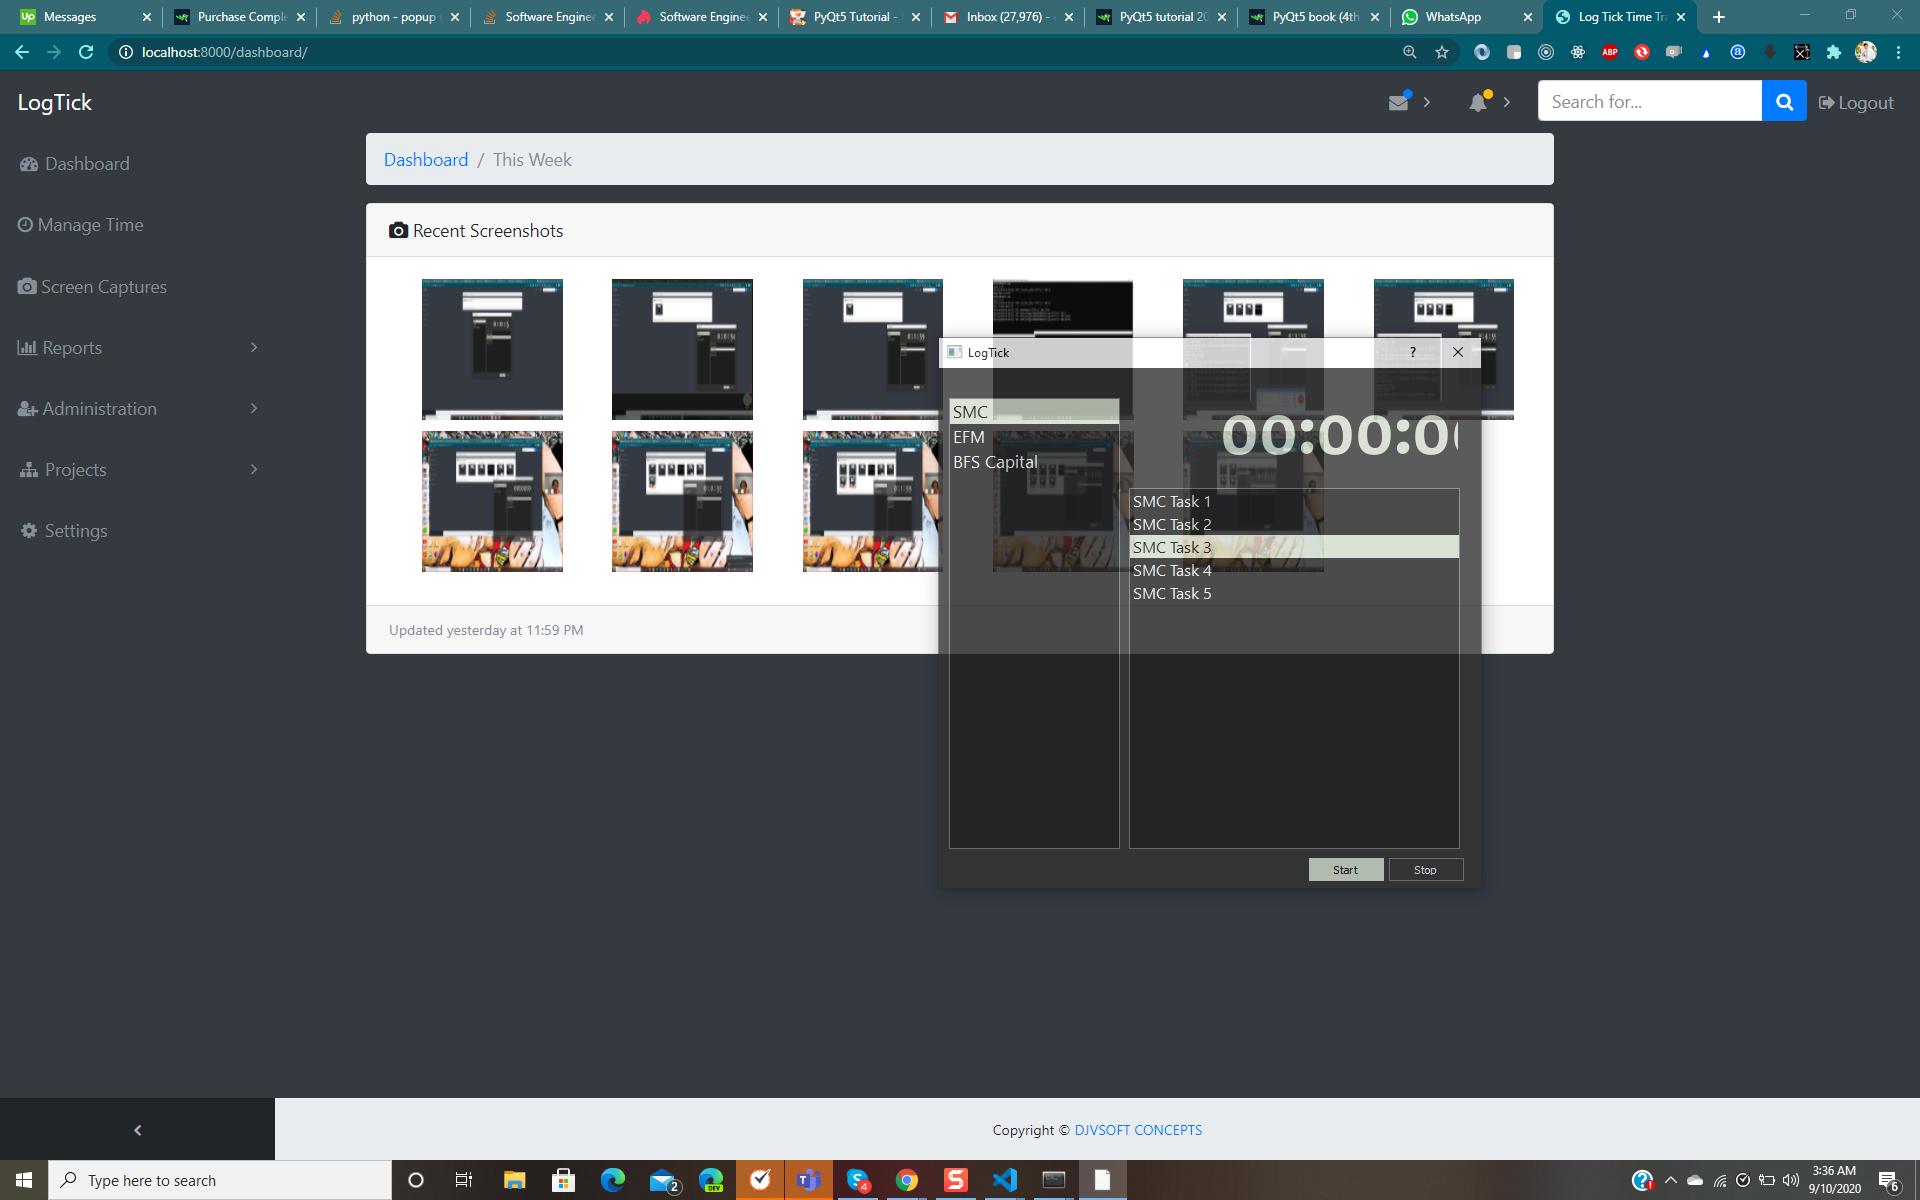 Messages
Purchase Comple
python - popup
Software Enginee
Software Enginee
PyQt5 Tutorial -
Inbox (27,976) -
PyQt5 tutorial 20
PyQt5 book (4th
WhatsApp
Log Tick Time Tra
localhost:8000/dashboard/
LogTick
Search for...
Logout
Dashboard
Manage Time
Screen Captures
Reports
Administration
Projects
Settings
Dashboard / This Week
Recent Screenshots
Updated yesterday at 11:59 PM
LogTick
?
SMC
EFM
BFS Capital
00:00:0
SMC Task 1
SMC Task 2
SMC Task 3
SMC Task 4
SMC Task 5
Start
Stop
Copyright © DJVSOFT CONCEPTS
Type here to search
3:36 AM
9/10/2020